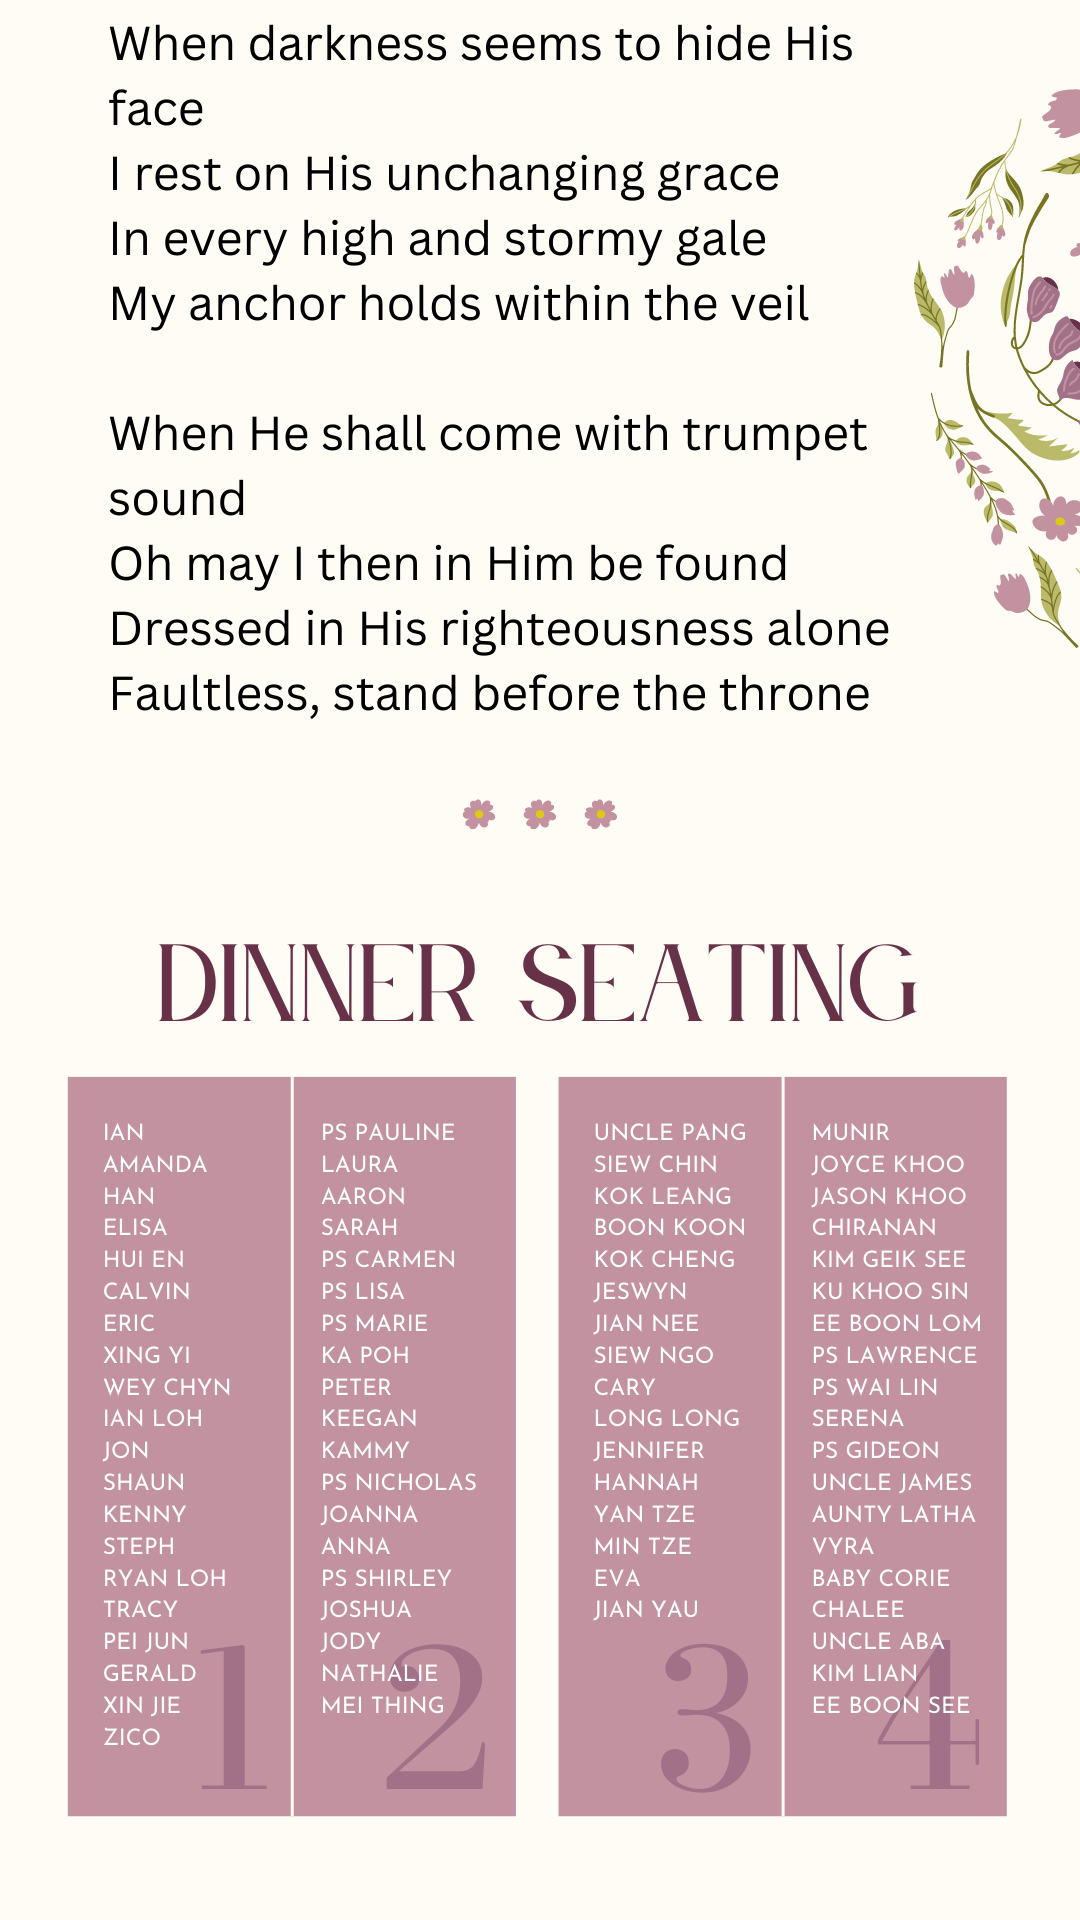 When darkness seems to hide His
face
I rest on His unchanging grace
In every high and stormy gale
My anchor holds within the veil
When He shall come with trumpet
sound
Oh may I then in Him be found
Dressed in His righteousness alone
Faultless, stand before the throne
DINNER SEATING
IAN
AMANDA
HAN
ELISA
HUI EN
CALVIN
ERIC
XING YI
WEY CHYN
IAN LOH
JON
SHAUN
KENNY
STEPH
RYAN LOH
TRACY
PEI JUN
GERALD
XIN JIE
ZICO
1
PS PAULINE
LAURA
AARON
SARAH
PS CARMEN
PS LISA
PS MARIE
KA POH
PETER
KEEGAN
KAMMY
PS NICHOLAS
JOANNA
ANNA
PS SHIRLEY
JOSHUA
JODY
NATHALIE
MEI THING
2
UNCLE PANG
SIEW CHIN
KOK LEANG
BOON KOON
KOK CHENG
JESWYN
JIAN NEE
SIEW NGO
CARY
LONG LONG
JENNIFER
HANNAH
YAN TZE
MIN TZE
EVA
JIAN YAU
3
MUNIR
JOYCE KHOO
JASON KHOO
CHIRANAN
KIM GEIK SEE
KU KHOO SIN
EE BOON LOM
PS LAWRENCE
PS WAI LIN
SERENA
PS GIDEON
UNCLE JAMES
AUNTY LATHA
VYRA
BABY CORIE
CHALEE
UNCLE ABA
KIM LIAN
EE BOON SEE
4